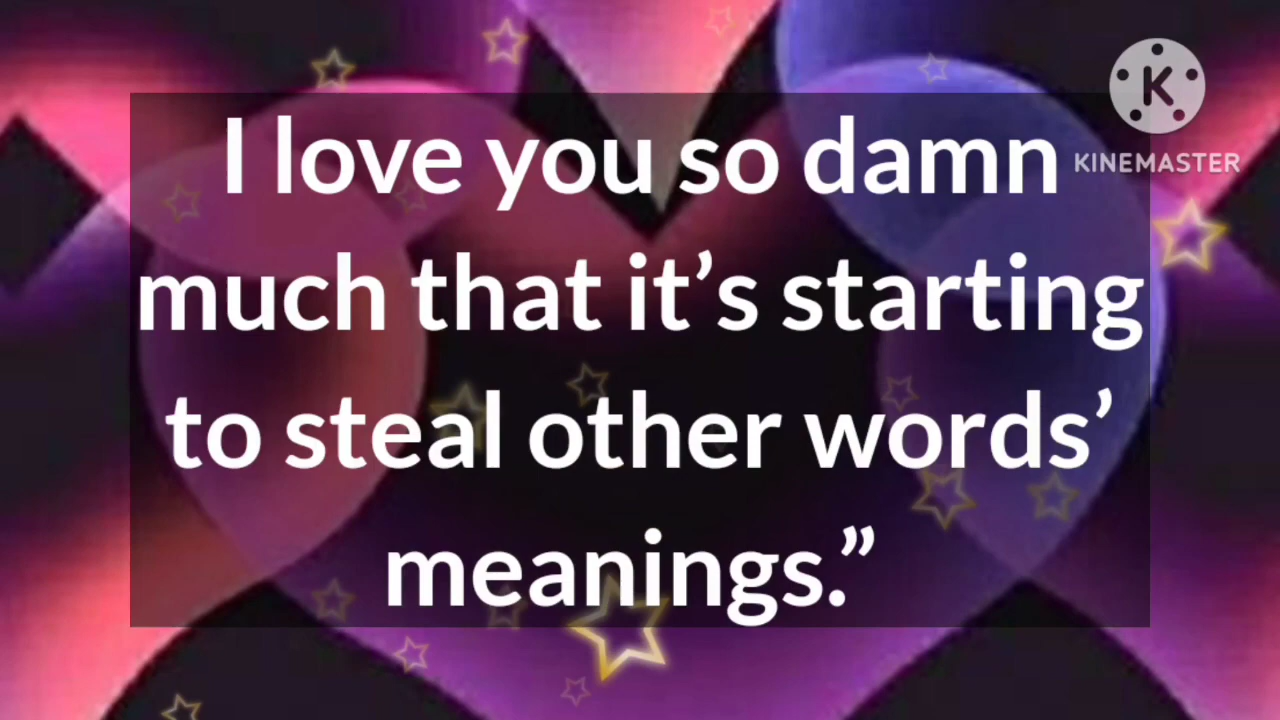 I love you so damn
KINEMASTER
much that it’s starting
to steal other words’
meanings.”